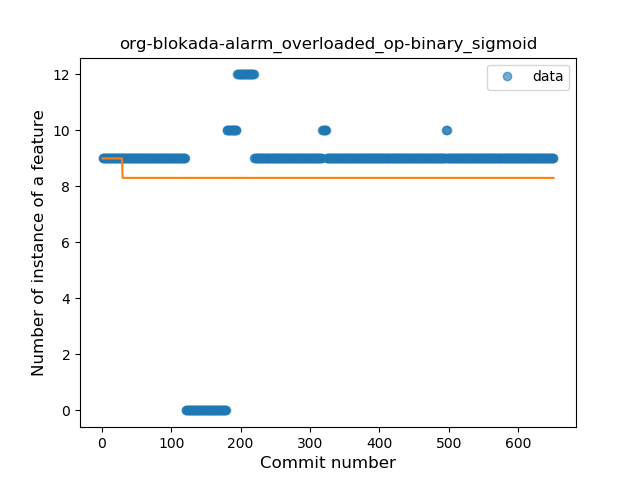 org-blokada-alarm_overloaded_op-binary_sigmoid
data
Number of instance of a feature
12
10
8
6
4
2
0
0 100 200 300 400 500 600
Commit number